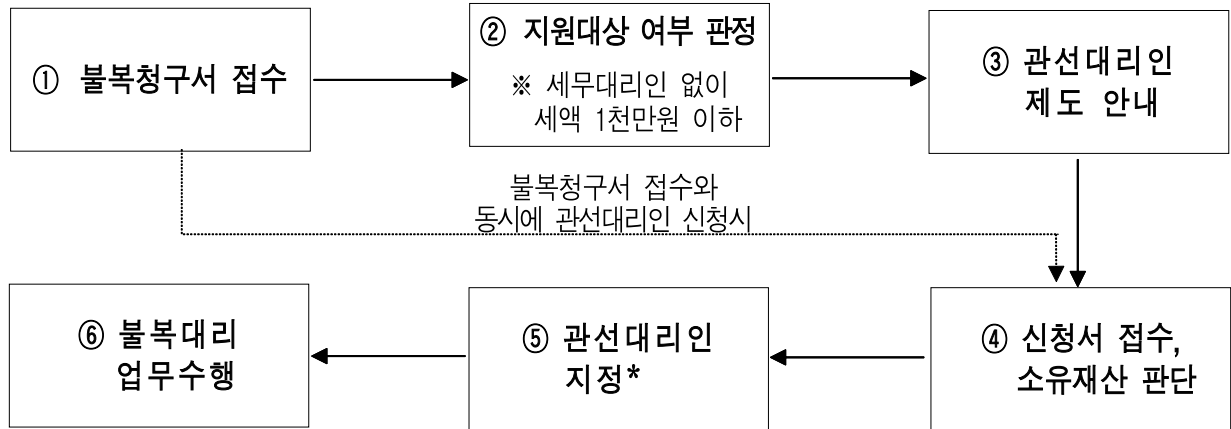 ① 불복청구서 접수
② 지원대상 여부 판정
※ 세무대리인 없이
세액 1천만원 이하
③ 관선대리인
제도 안내
불복청구서 접수와
동시에 관선대리인 신청시
④ 신청서 접수,
소유재산 판단
⑤ 관선대리인
지정*
⑥ 불복대리
업무수행